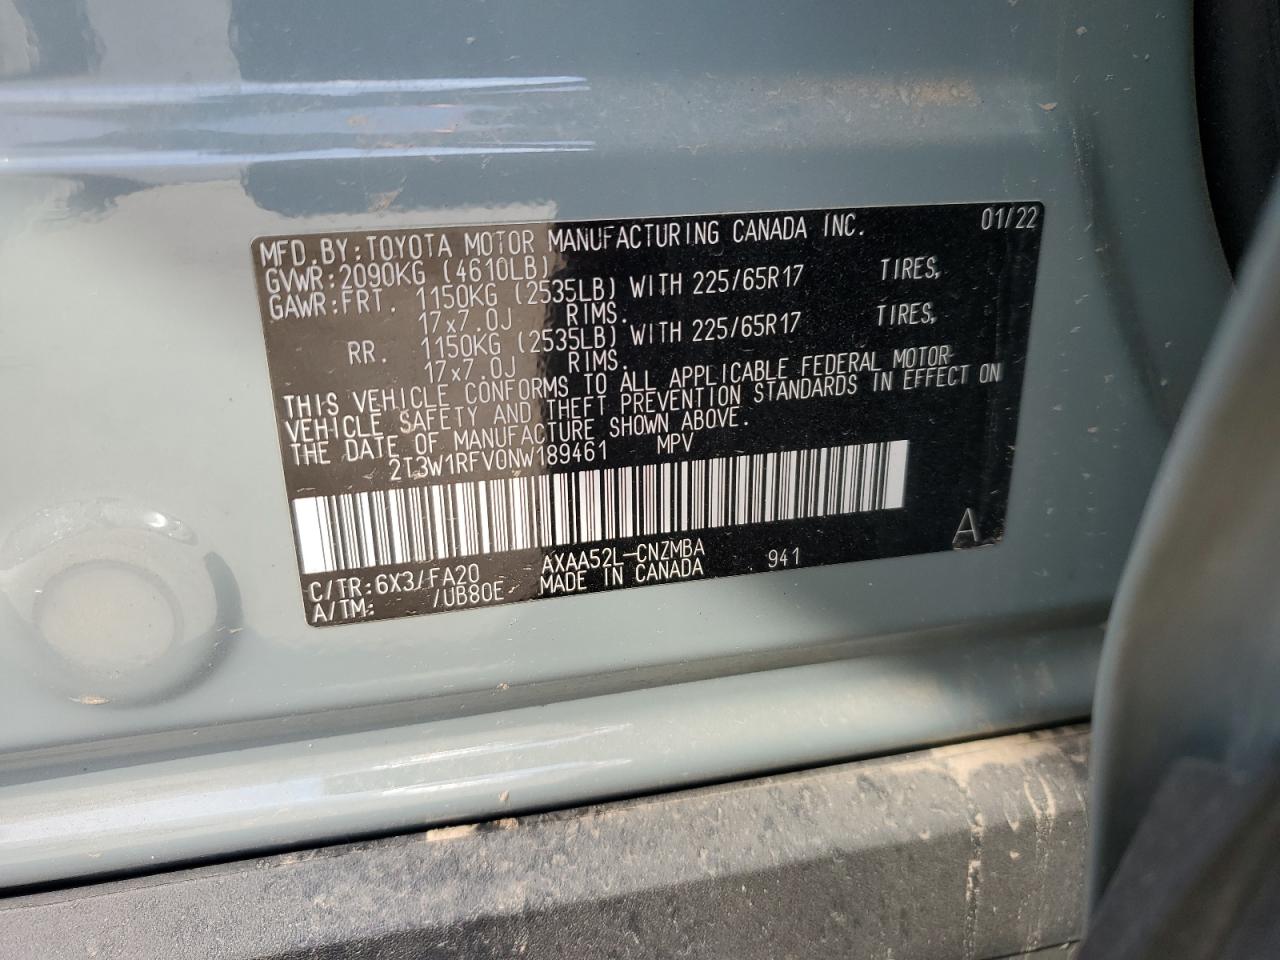 MFD.BY:TOYOTA MOTOR MANUFACTURING CANADA INC. 01/22
GVWR:2090KG (4610LB)
GAWR:FRT. 1150KG (2535LB) WITH 225/65R17 TIRES,
17x7.0J RIMS.
RR. 1150KG (2535LB) WITH 225/65R17 TIRES,
17x7.0J RIMS.
THIS VEHICLE CONFORMS TO ALL APPLICABLE FEDERAL MOTOR
VEHICLE SAFETY AND THEFT PREVENTION STANDARDS IN EFFECT ON
THE DATE OF MANUFACTURE SHOWN ABOVE.
2T3W1RFV0NW189461 MPV
A
C/TR:6X3/FA20 AXAA52L-CNZMBA 941
A/TM: /UB80E MADE IN CANADA